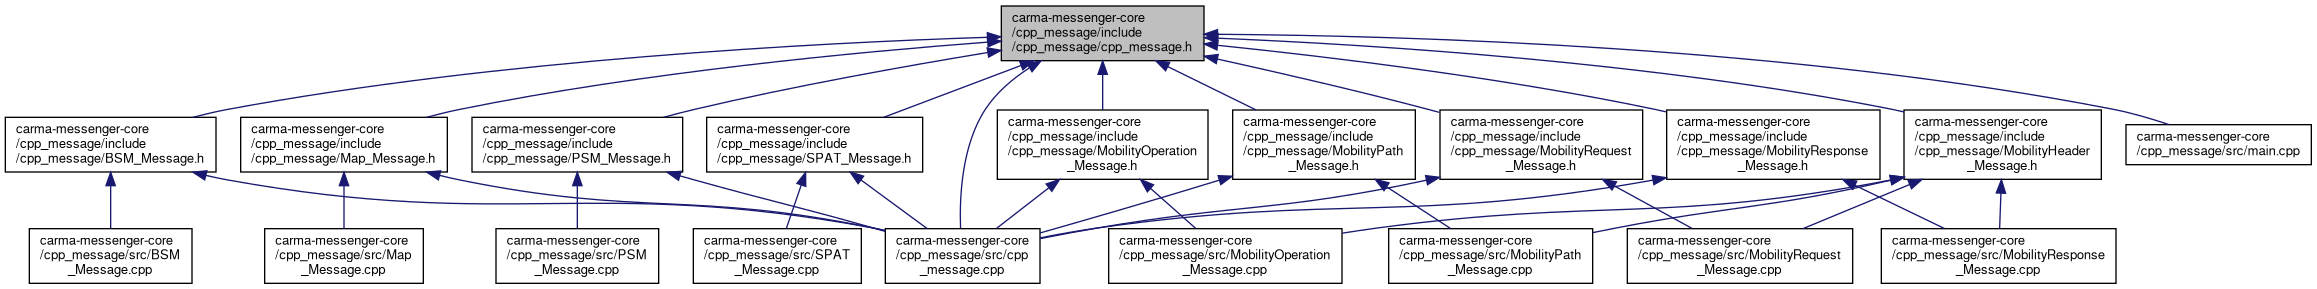 carma-messenger-core
/cpp_message/include
/cpp_message/cpp_message.h
carma-messenger-core
/cpp_message/include
/cpp_message/BSM_Message.h
carma-messenger-core
/cpp_message/include
/cpp_message/Map_Message.h
carma-messenger-core
/cpp_message/include
/cpp_message/PSM_Message.h
carma-messenger-core
/cpp_message/include
/cpp_message/SPAT_Message.h
carma-messenger-core
/cpp_message/include
/cpp_message/MobilityOperation
_Message.h
carma-messenger-core
/cpp_message/include
/cpp_message/MobilityPath
_Message.h
carma-messenger-core
/cpp_message/include
/cpp_message/MobilityRequest
_Message.h
carma-messenger-core
/cpp_message/include
/cpp_message/MobilityResponse
_Message.h
carma-messenger-core
/cpp_message/include
/cpp_message/MobilityHeader
_Message.h
carma-messenger-core
/cpp_message/src/main.cpp
carma-messenger-core
/cpp_message/src/BSM
_Message.cpp
carma-messenger-core
/cpp_message/src/Map
_Message.cpp
carma-messenger-core
/cpp_message/src/PSM
_Message.cpp
carma-messenger-core
/cpp_message/src/SPAT
_Message.cpp
carma-messenger-core
/cpp_message/src/cpp
_message.cpp
carma-messenger-core
/cpp_message/src/MobilityOperation
_Message.cpp
carma-messenger-core
/cpp_message/src/MobilityPath
_Message.cpp
carma-messenger-core
/cpp_message/src/MobilityRequest
_Message.cpp
carma-messenger-core
/cpp_message/src/MobilityResponse
_Message.cpp